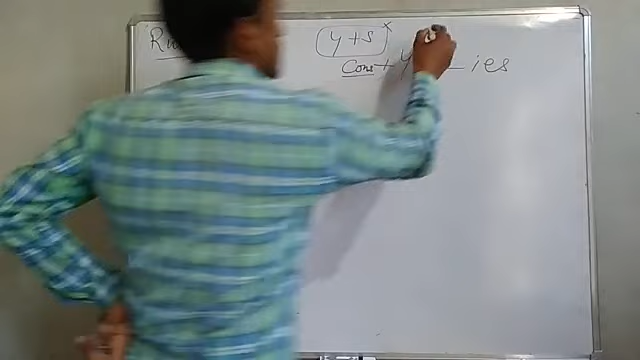 y + s x
Cons + y — ies